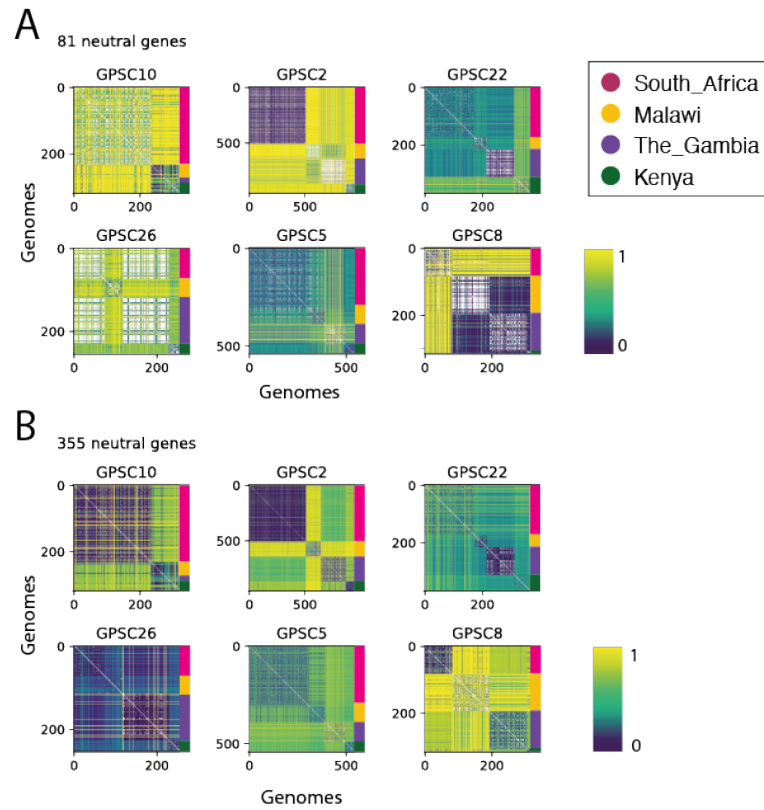 A
81 neutral genes
GPSC10 GPSC2 GPSC22
0 0 0
200 500 200
0 200 0 500 0 200
GPSC26 GPSC5 GPSC8
0 0 0
200 200
500
0 200 0 500 0 200
Genomes
Genomes
South_Africa
Malawi
The_Gambia
Kenya
1
0
B
355 neutral genes
GPSC10 GPSC2 GPSC22
0 0 0
200 500 200
0 200 0 500 0 200
GPSC26 GPSC5 GPSC8
0 0 0
200 200
500
0 200 0 500 0 200
Genomes
Genomes
1
0